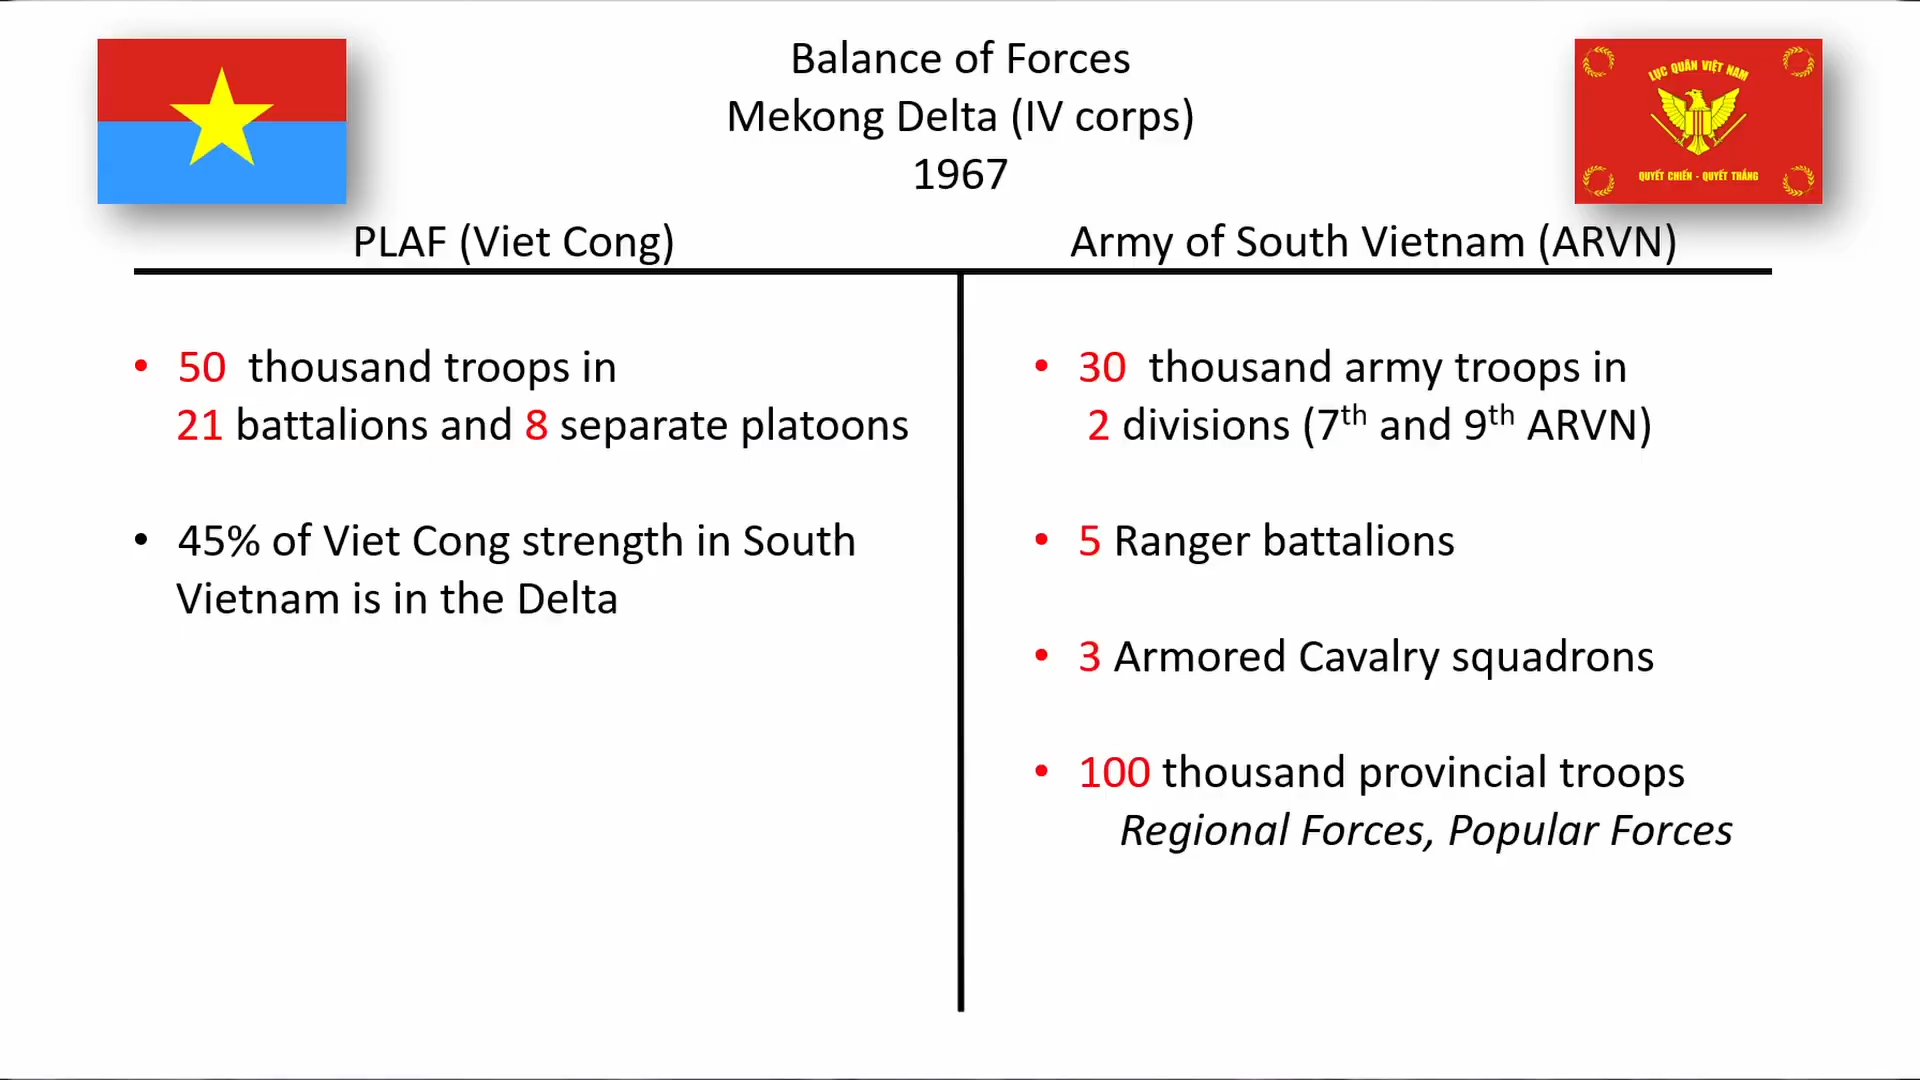 Balance of Forces
Mekong Delta (IV corps)
1967
LỤC QUÂN VIỆT NAM
QUYẾT CHIẾN - QUYẾT THẮNG
PLAF (Viet Cong)
• 50 thousand troops in
21 battalions and 8 separate platoons
• 45% of Viet Cong strength in South
Vietnam is in the Delta
Army of South Vietnam (ARVN)
• 30 thousand army troops in
2 divisions (7th and 9th ARVN)
• 5 Ranger battalions
• 3 Armored Cavalry squadrons
• 100 thousand provincial troops
Regional Forces, Popular Forces